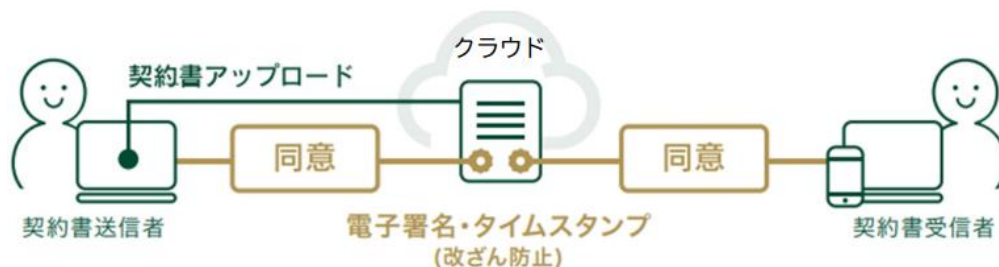 クラウド
契約書アップロード
同意
同意
契約書送信者
電子署名・タイムスタンプ
(改ざん防止)
契約書受信者